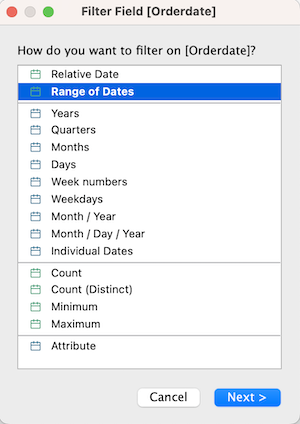 Filter Field [Orderdate]
How do you want to filter on [Orderdate]?
Relative Date
Range of Dates
Years
Quarters
Months
Days
Week numbers
Weekdays
Month / Year
Month / Day / Year
Individual Dates
Count
Count (Distinct)
Minimum
Maximum
Attribute
Cancel
Next >